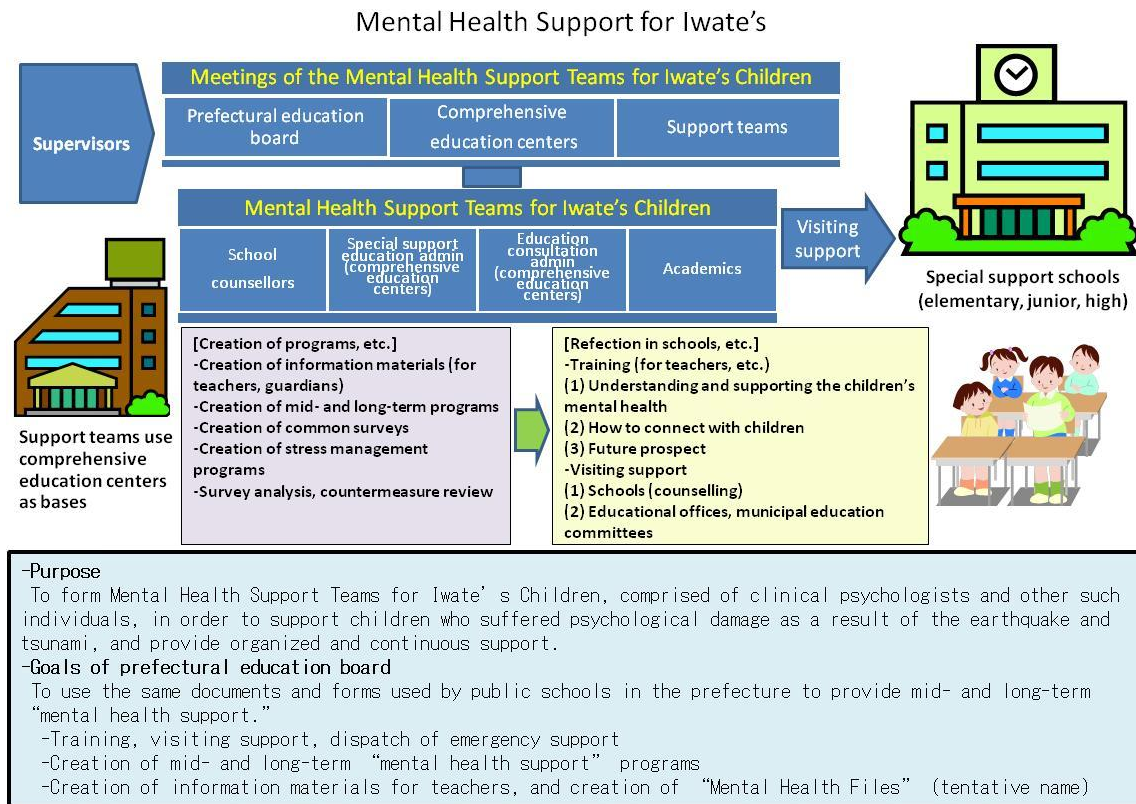 Mental Health Support for Iwate's
Supervisors
Meetings of the Mental Health Support Teams for Iwate's Children
Prefectural education
board
Comprehensive
education centers
Support teams
Mental Health Support Teams for Iwate's Children
School
counsellors
Special support
education admin
(comprehensive
education
centers)
Education
consultation
admin
(comprehensive
education
centers)
Academics
Visiting
support
Special support schools
(elementary, junior, high)
Support teams use
comprehensive
education centers
as bases
[Creation of programs, etc.]
-Creation of information materials (for
teachers, guardians)
-Creation of mid- and long-term programs
-Creation of common surveys
-Creation of stress management
programs
-Survey analysis, countermeasure review
[Refection in schools, etc.]
-Training (for teachers, etc.)
(1) Understanding and supporting the children's
mental health
(2) How to connect with children
(3) Future prospect
-Visiting support
(1) Schools (counselling)
(2) Educational offices, municipal education
committees
-Purpose
To form Mental Health Support Teams for Iwate's Children, comprised of clinical psychologists and other such
individuals, in order to support children who suffered psychological damage as a result of the earthquake and
tsunami, and provide organized and continuous support.
-Goals of prefectural education board
To use the same documents and forms used by public schools in the prefecture to provide mid- and long-term
"mental health support."
-Training, visiting support, dispatch of emergency support
-Creation of mid- and long-term "mental health support" programs
-Creation of information materials for teachers, and creation of "Mental Health Files" (tentative name)